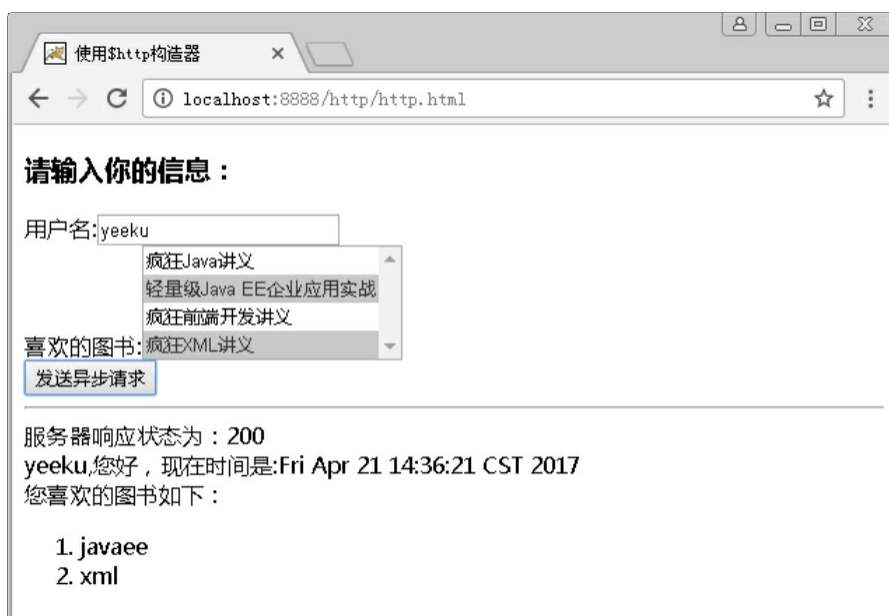 使用$http构造器
localhost:8888/http/http.html
请输入你的信息：
用户名:yeeku
疯狂Java讲义
轻量级Java EE企业应用实战
疯狂前端开发讲义
喜欢的图书:疯狂XML讲义
发送异步请求
服务器响应状态为：200
yeeku,您好，现在时间是:Fri Apr 21 14:36:21 CST 2017
您喜欢的图书如下：
1. javaee
2. xml